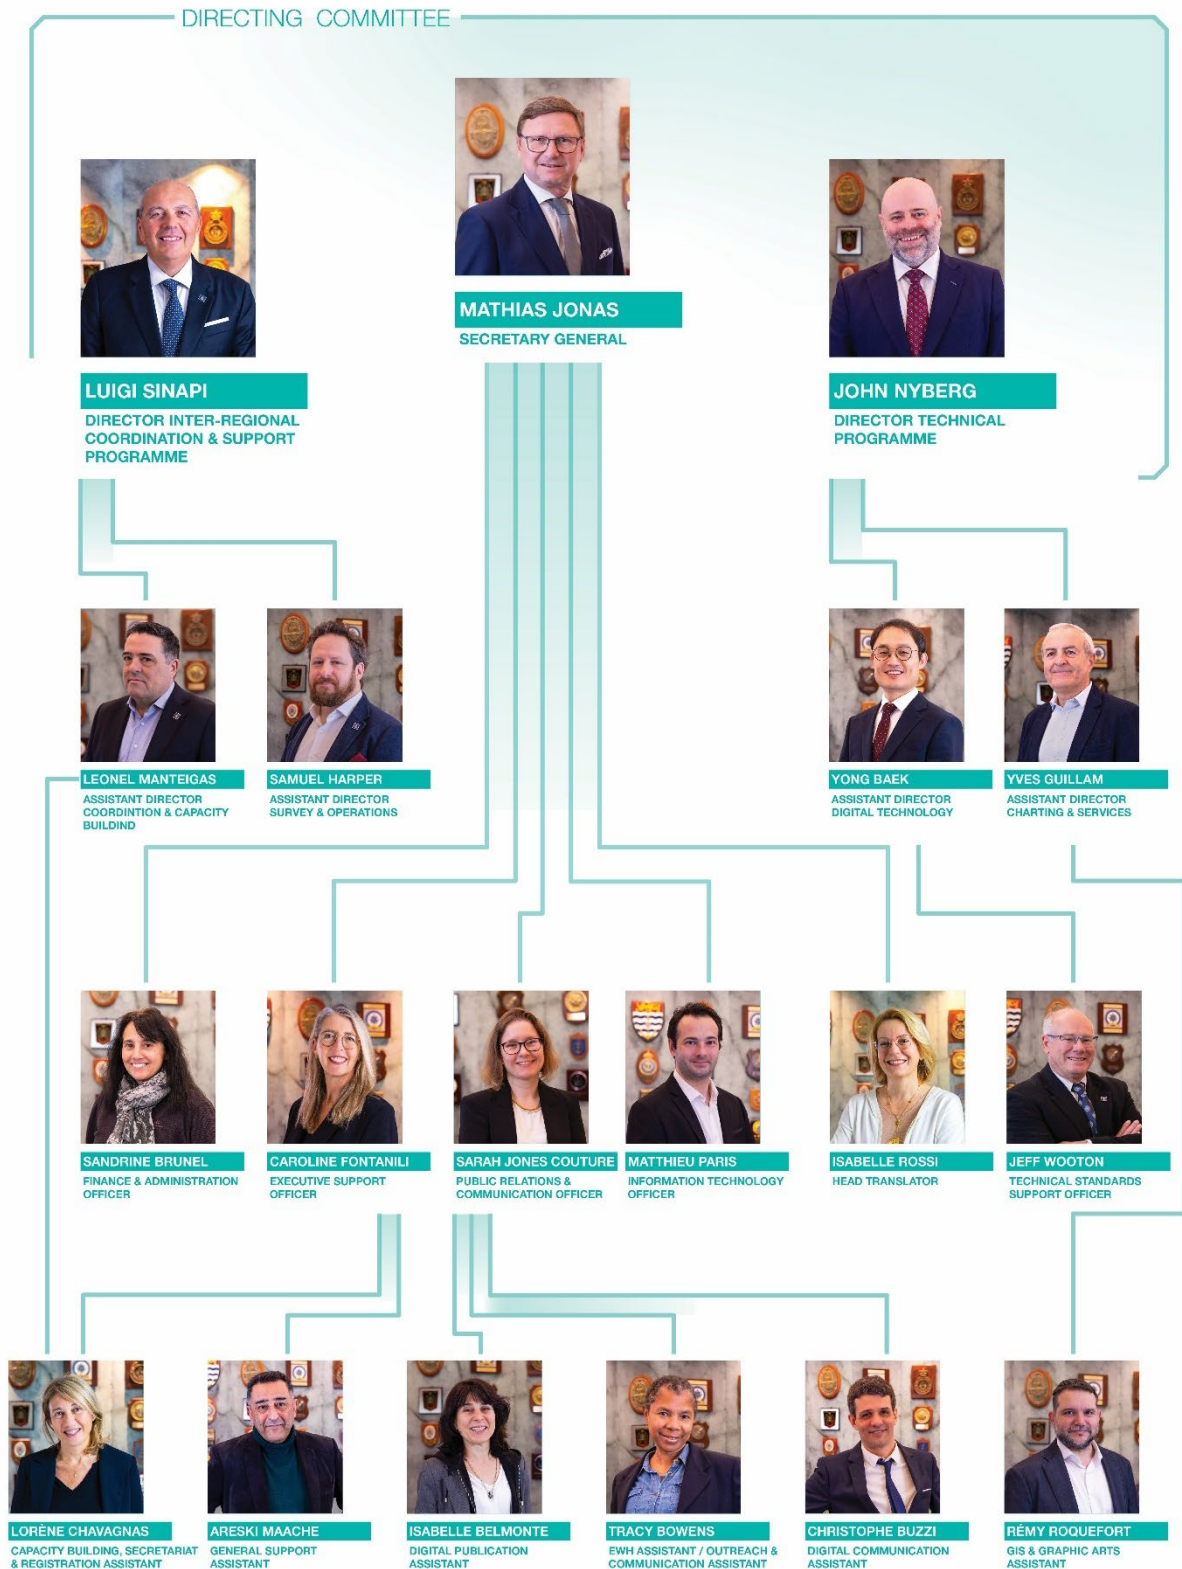 DIRECTING COMMITTEE
MATHIAS JONAS
SECRETARY GENERAL
LUIGI SINAPI
DIRECTOR INTER-REGIONAL
COORDINATION & SUPPORT
PROGRAMME
JOHN NYBERG
DIRECTOR TECHNICAL
PROGRAMME
LEONEL MANTEIGAS
ASSISTANT DIRECTOR
COORDINTION & CAPACITY
BUILDIND
SAMUEL HARPER
ASSISTANT DIRECTOR
SURVEY & OPERATIONS
YONG BAEK
ASSISTANT DIRECTOR
DIGITAL TECHNOLOGY
YVES GUILLAM
ASSISTANT DIRECTOR
CHARTING & SERVICES
SANDRINE BRUNEL
FINANCE & ADMINISTRATION
OFFICER
CAROLINE FONTANILI
EXECUTIVE SUPPORT
OFFICER
SARAH JONES COUTURE
PUBLIC RELATIONS &
COMMUNICATION OFFICER
MATTHIEU PARIS
INFORMATION TECHNOLOGY
OFFICER
ISABELLE ROSSI
HEAD TRANSLATOR
JEFF WOOTON
TECHNICAL STANDARDS
SUPPORT OFFICER
LORÈNE CHAVAGNAS
CAPACITY BUILDING, SECRETARIAT
& REGISTRATION ASSISTANT
ARESKI MAACHE
GENERAL SUPPORT
ASSISTANT
ISABELLE BELMONTE
DIGITAL PUBLICATION
ASSISTANT
TRACY BOWENS
EWH ASSISTANT / OUTREACH &
COMMUNICATION ASSISTANT
CHRISTOPHE BUZZI
DIGITAL COMMUNICATION
ASSISTANT
RÉMY ROQUEFORT
GIS & GRAPHIC ARTS
ASSISTANT